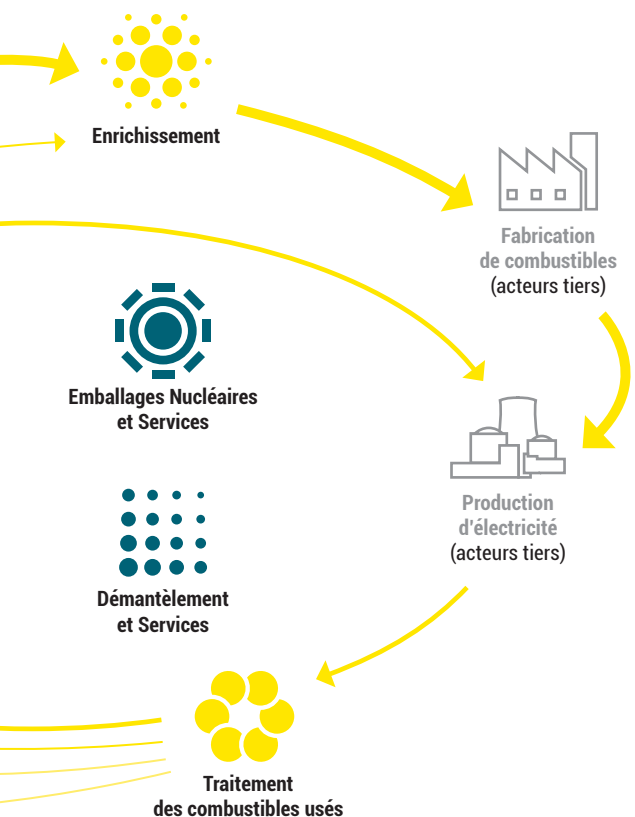 Enrichissement
Fabrication
de combustibles
(acteurs tiers)
Emballages Nucléaires
et Services
Production
d'électricité
(acteurs tiers)
Démantèlement
et Services
Traitement
des combustibles usés